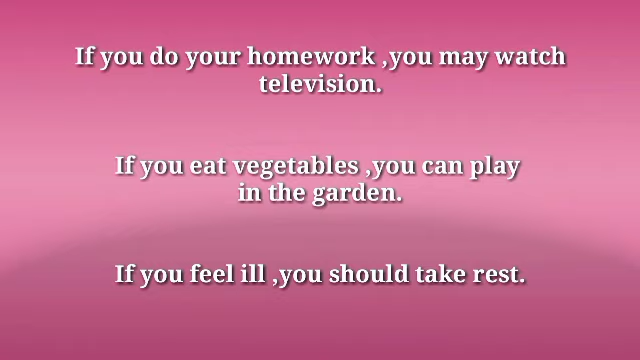 If you do your homework ,you may watch
television.
If you eat vegetables ,you can play
in the garden.
If you feel ill ,you should take rest.